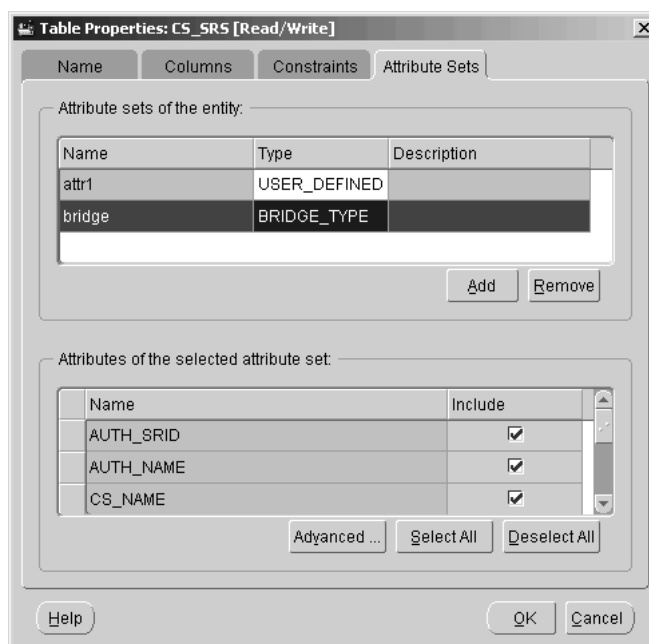 Table Properties: CS_SRS [Read/Write]
Name Columns Constraints Attribute Sets
Attribute sets of the entity:
Name Type Description
attr1 USER_DEFINED
bridge BRIDGE_TYPE
Add Remove
Attributes of the selected attribute set:
Name Include
AUTH_SRID
AUTH_NAME
CS_NAME
Advanced ... Select All Deselect All
Help OK Cancel